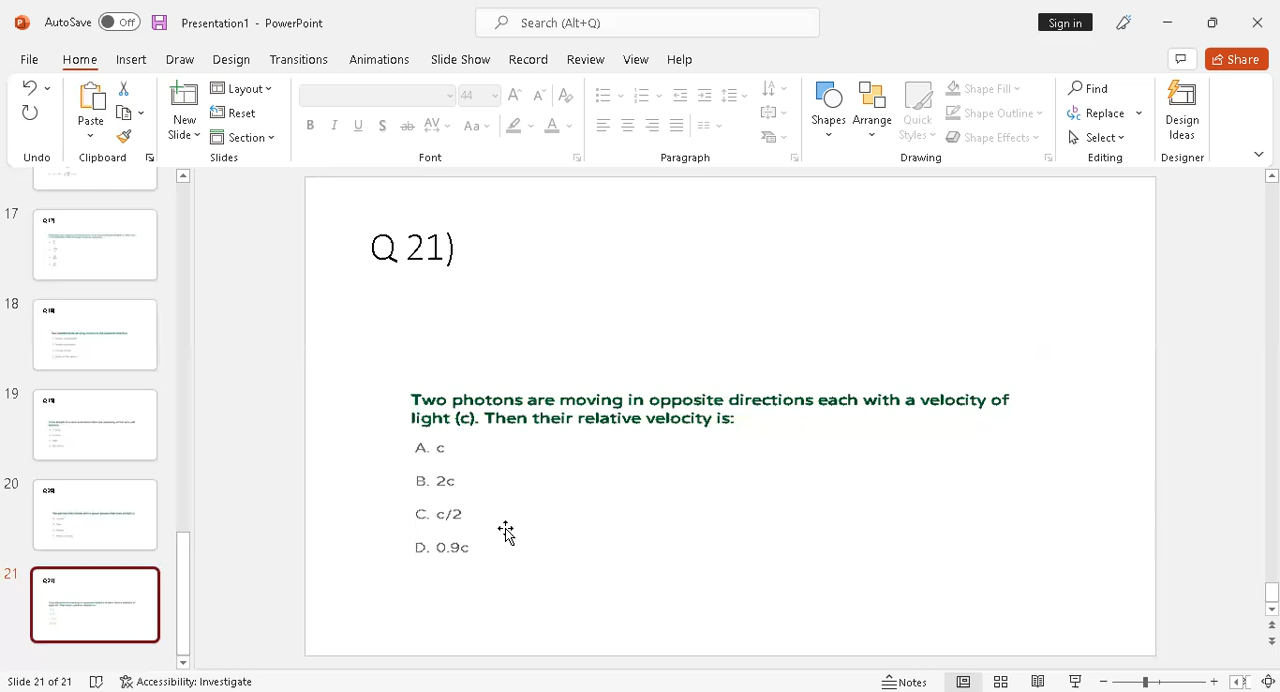 AutoSave Off Presentation1 - PowerPoint Search (Alt+Q) Sign in
File Home Insert Draw Design Transitions Animations Slide Show Record Review View Help Share
Paste New Slide Layout Reset Section 44 B I U S ab AV Aa A A Shapes Arrange Quick Styles Shape Fill Shape Outline Shape Effects Find Replace Select Design Ideas
Undo Clipboard Slides Font Paragraph Drawing Editing Designer
17
18
19
20
21
Q 21)
Two photons are moving in opposite directions each with a velocity of
light (c). Then their relative velocity is:
A. c
B. 2c
C. c/2
D. 0.9c
Slide 21 of 21 Accessibility: Investigate Notes